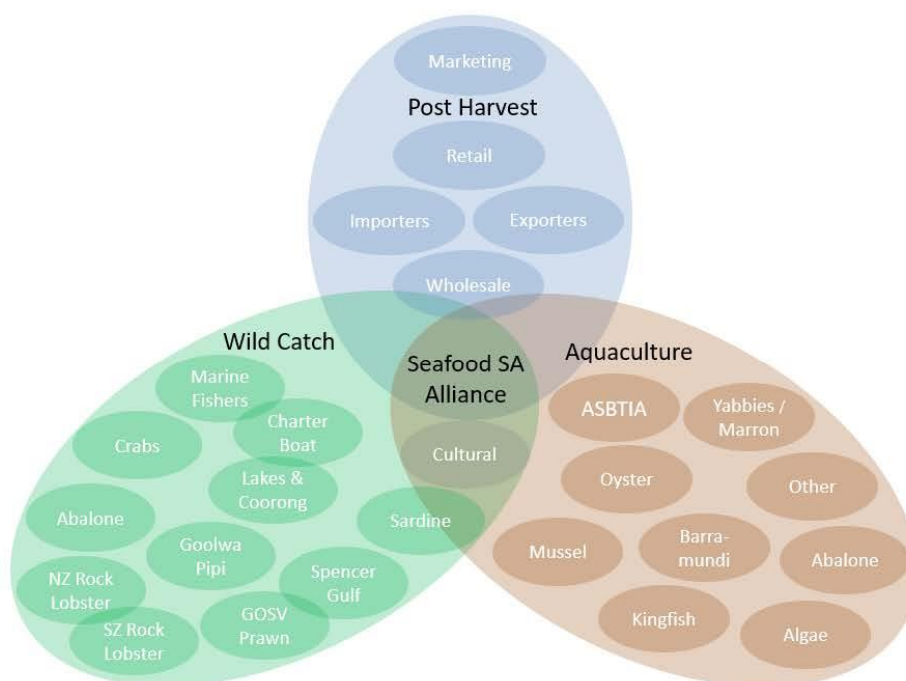 Marketing
Post Harvest
Retail
Importers
Exporters
Wholesale
Wild Catch
Marine
Fishers
Charter
Boat
Crabs
Lakes &
Coorong
Abalone
Sardine
Goolwa
Pipi
NZ Rock
Lobster
Spencer
Gulf
SZ Rock
Lobster
GOSV
Prawn
Seafood SA
Alliance
Cultural
Aquaculture
ASBTIA
Yabbies /
Marron
Oyster
Other
Mussel
Barra-
mundi
Abalone
Kingfish
Algae